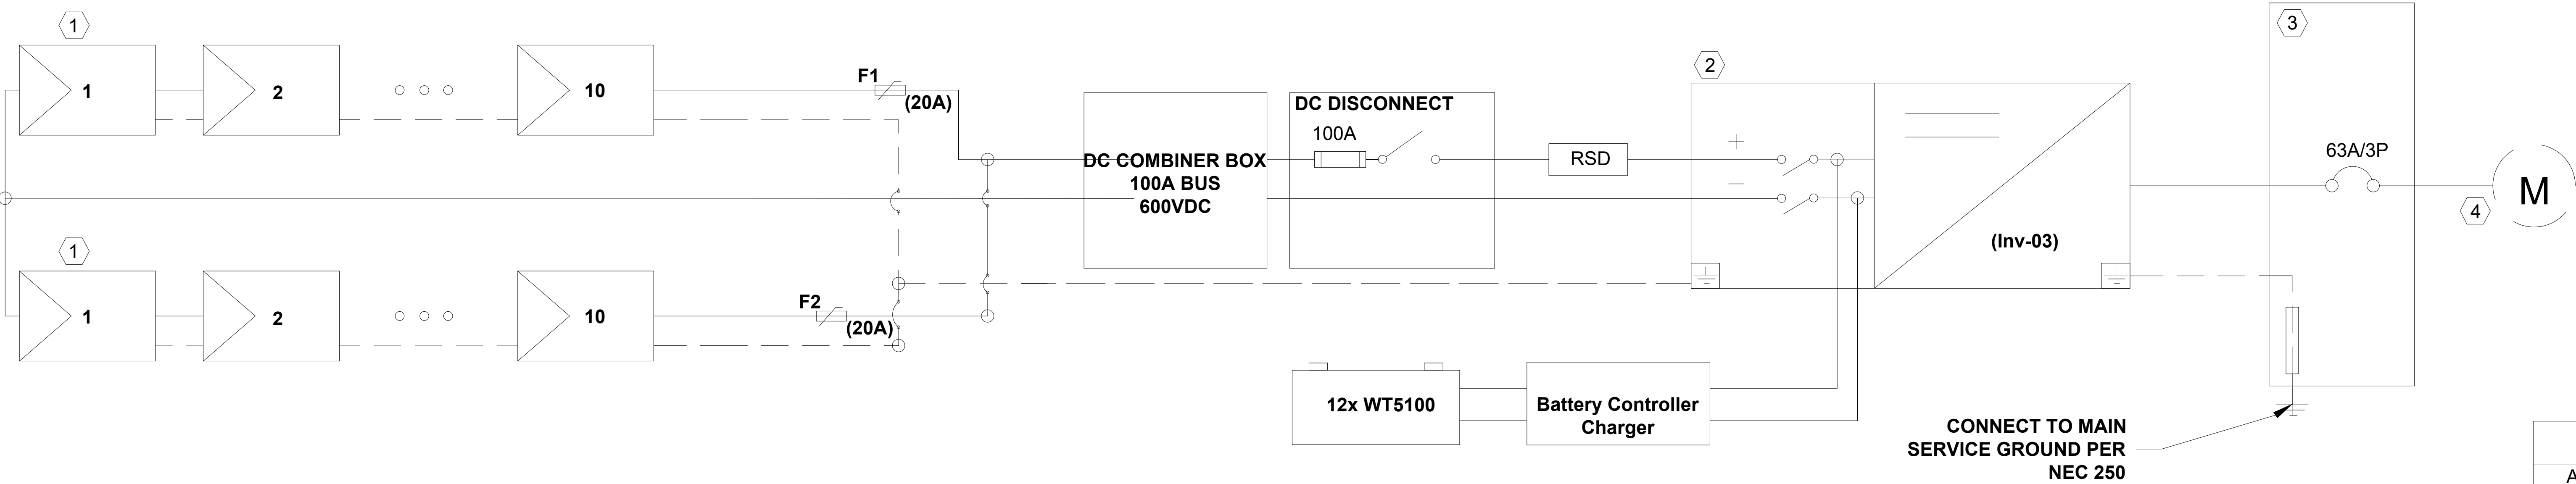 1
1
2
10
F1
(20A)
1
1
2
10
F2
(20A)
DC COMBINER BOX
100A BUS
600VDC
DC DISCONNECT
100A
RSD
2
+
—
(Inv-03)
12x WT5100
Battery Controller
Charger
3
63A/3P
4
M
CONNECT TO MAIN
SERVICE GROUND PER
NEC 250